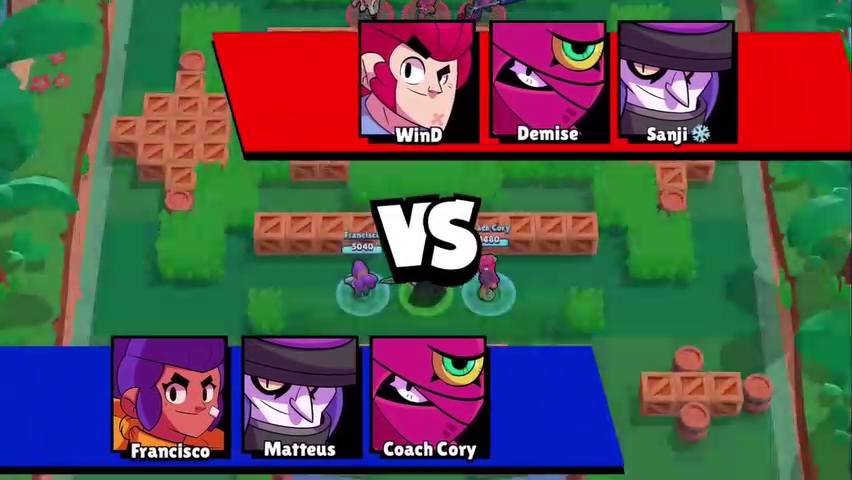 WinD
Demise
Sanji ❄
VS
Francisco
5040
Coach Cory
Francisco
Matteus
Coach Cory